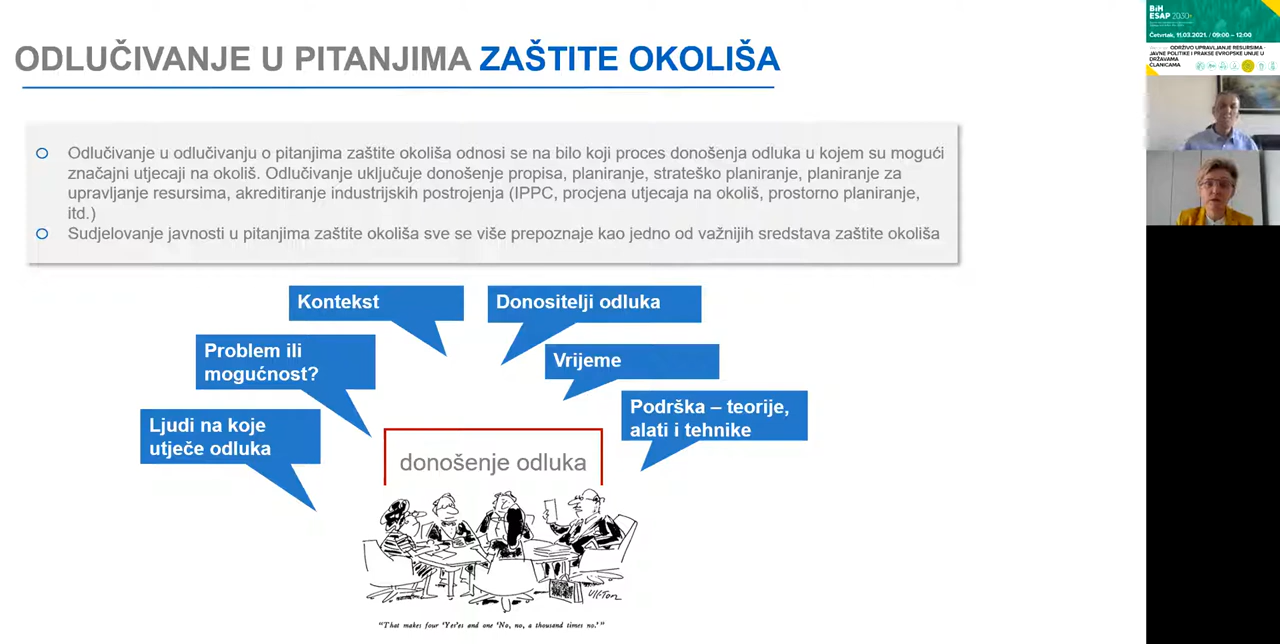 ODLUČIVANJE U PITANJIMA ZAŠTITE OKOLIŠA
Odlučivanje u odlučivanju o pitanjima zaštite okoliša odnosi se na bilo koji proces donošenja odluka u kojem su mogući
značajni utjecaji na okoliš. Odlučivanje uključuje donošenje propisa, planiranje, strateško planiranje, planiranje za
upravljanje resursima, akreditiranje industrijskih postrojenja (IPPC, procjena utjecaja na okoliš, prostorno planiranje,
itd.)
Sudjelovanje javnosti u pitanjima zaštite okoliša sve se više prepoznaje kao jedno od važnijih sredstava zaštite okoliša
Kontekst
Donositelji odluka
Problem ili
mogućnost?
Vrijeme
Ljudi na koje
utječe odluka
Podrška – teorije,
alati i tehnike
donošenje odluka
"That makes four 'Yes'es and one 'No, no, a thousand times no.'"
BiH
ESAP 2030+
Četvrtak, 11.03.2021. / 09:00 – 12:00
ODRŽIVO UPRAVLJANJE RESURSIMA -
JAVNE POLITIKE I PRAKSE EVROPSKE UNIJE U
DRŽAVAMA
ČLANICAMA